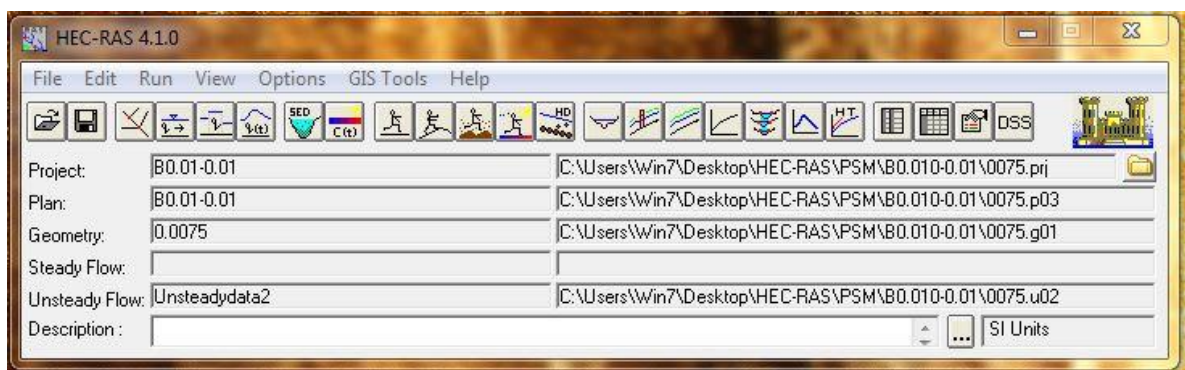 HEC-RAS 4.1.0
File Edit Run View Options GIS Tools Help
SED C(t) HD HT DSS
Project: B0.01-0.01 C:\Users\Win7\Desktop\HEC-RAS\PSM\B0.010-0.01\0075.prj
Plan: B0.01-0.01 C:\Users\Win7\Desktop\HEC-RAS\PSM\B0.010-0.01\0075.p03
Geometry: 0.0075 C:\Users\Win7\Desktop\HEC-RAS\PSM\B0.010-0.01\0075.g01
Steady Flow:
Unsteady Flow: Unsteadydata2 C:\Users\Win7\Desktop\HEC-RAS\PSM\B0.010-0.01\0075.u02
Description : ... SI Units